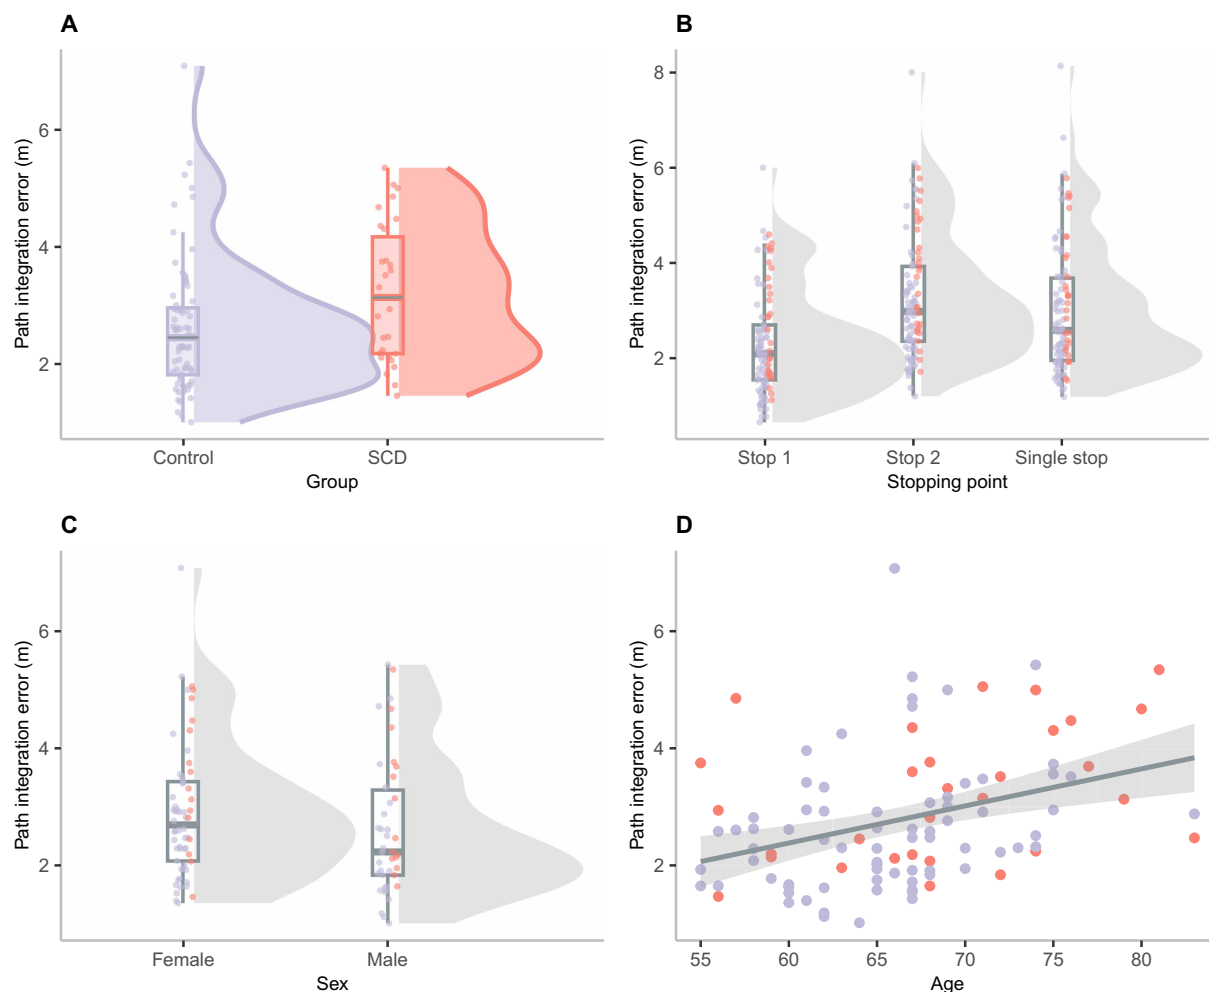 A
Path integration error (m)
6
4
2
Control
SCD
Group
B
Path integration error (m)
8
6
4
2
Stop 1
Stop 2
Single stop
Stopping point
C
Path integration error (m)
6
4
2
Female
Male
Sex
D
Path integration error (m)
6
4
2
55
60
65
70
75
80
Age